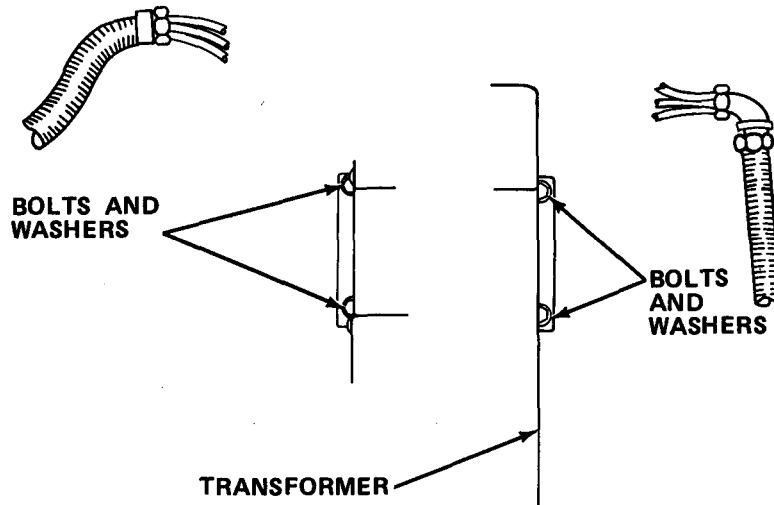 BOLTS AND
WASHERS
BOLTS
AND
WASHERS
TRANSFORMER